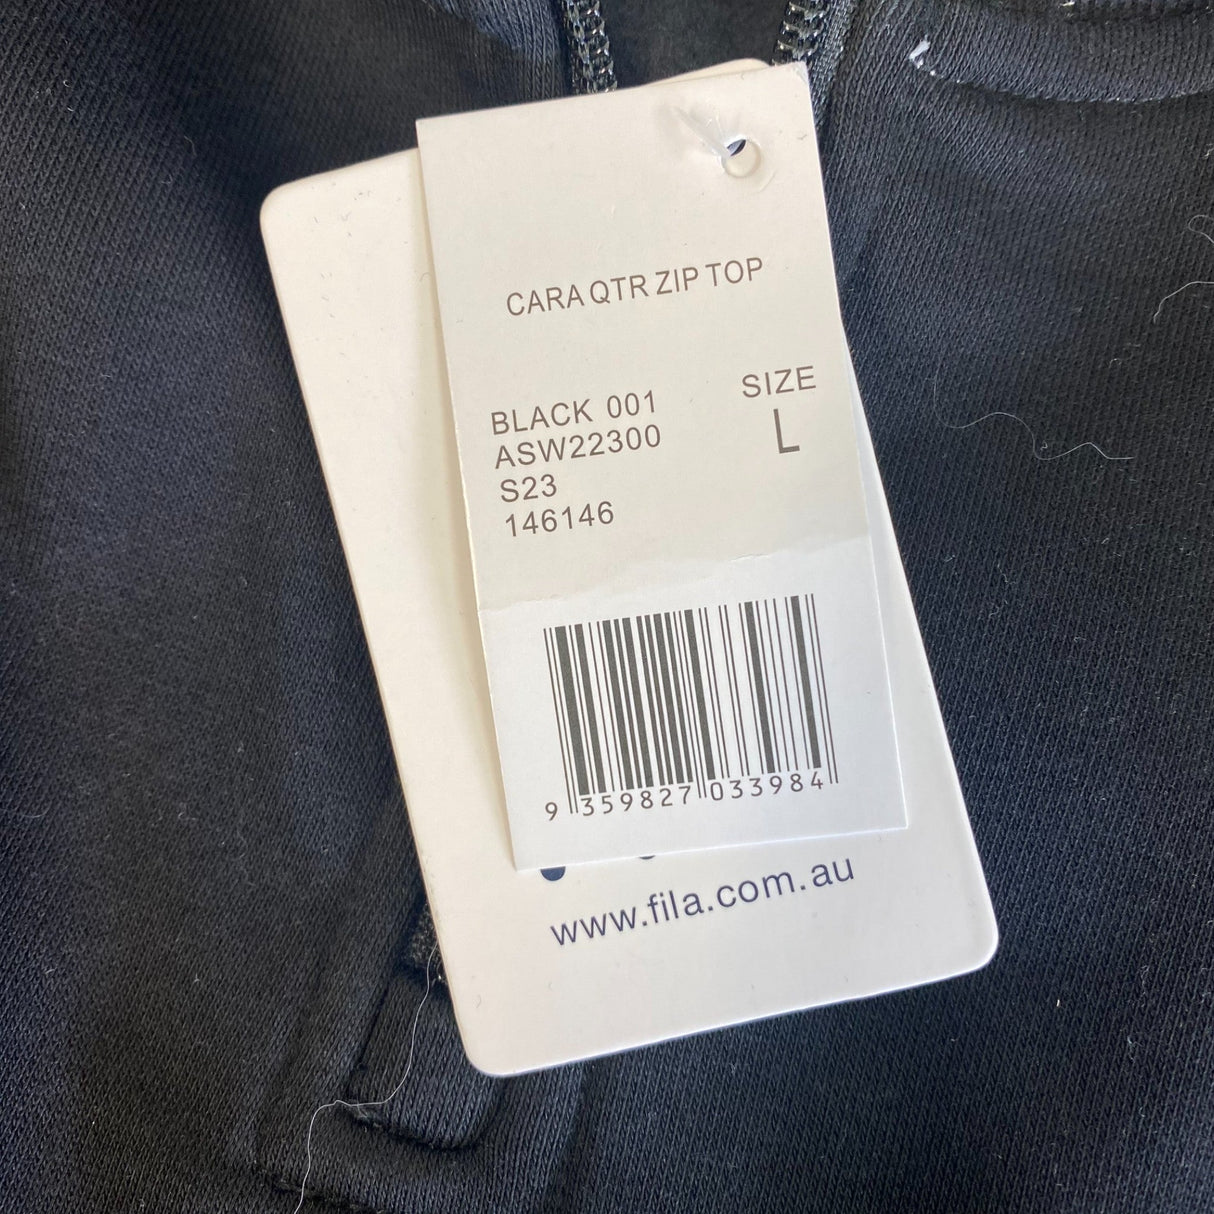 CARA QTR ZIP TOP
SIZE
L
BLACK 001
ASW22300
S23
146146
9 359827 033984
www.fila.com.au